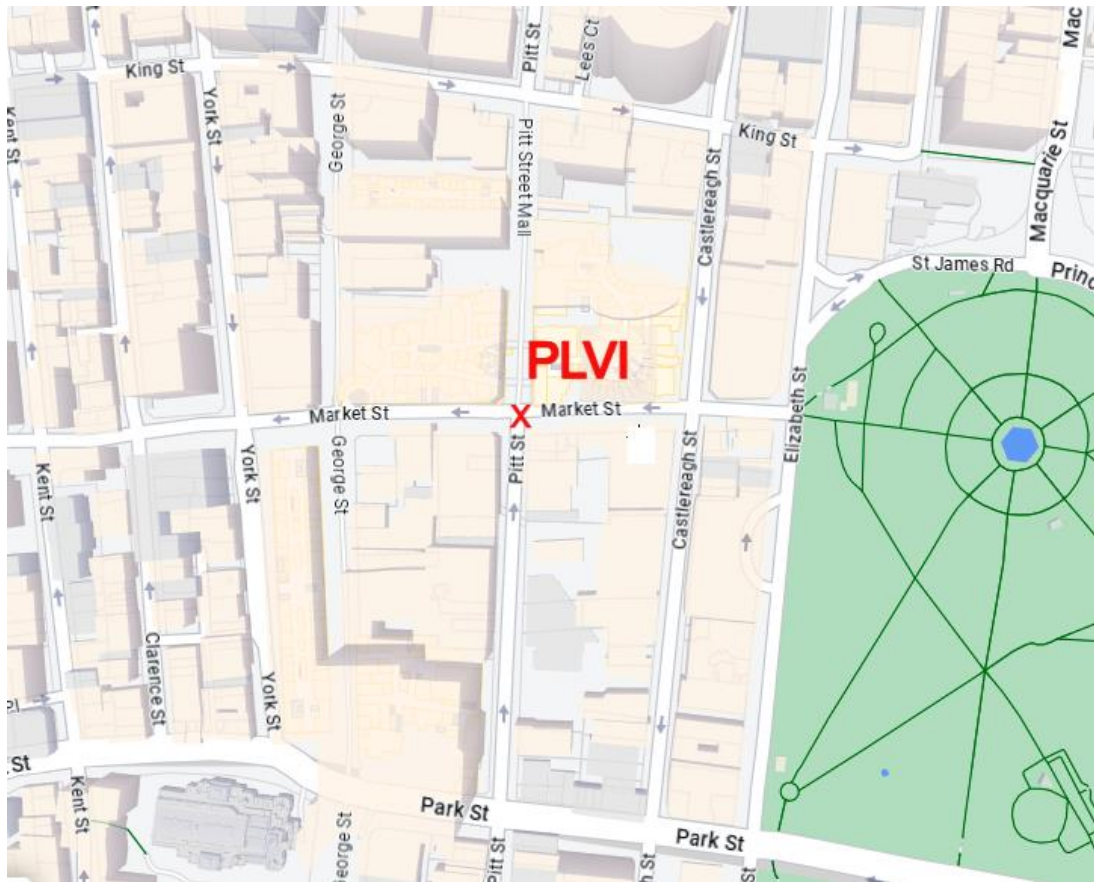 Mac
Pitt St
Lees Ct
King St
Kent St
York St
George St
Pitt Street Mall
King St
Macquarie St
Castlereagh St
St James Rd
Princ
PLVI
X
Market St
Market St
Elizabeth St
Pitt St
Kent St
York St
George St
Castlereagh St
Clarence St
York St
Pl
St
Kent St
Park St
Park St
George St
Pitt St
h St
St